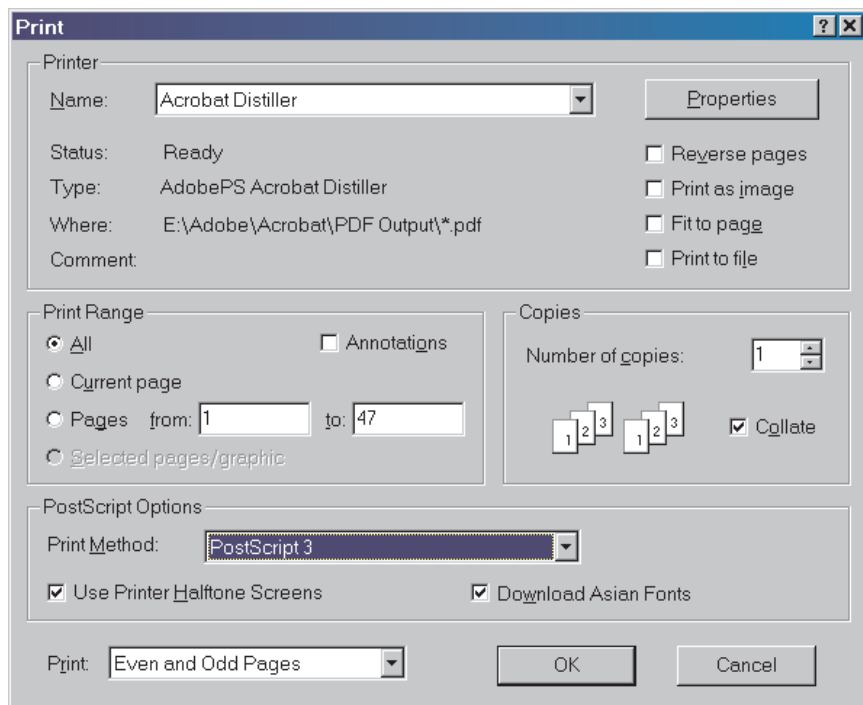 Print
Printer
Name: Acrobat Distiller Properties
Status: Ready Reverse pages
Type: AdobePS Acrobat Distiller Print as image
Where: E:\Adobe\Acrobat\PDF Output\*.pdf Fit to page
Comment: Print to file
Print Range
All Annotations
Current page
Pages from: 1 to: 47
Selected pages/graphic
Copies
Number of copies: 1
1 2 3 1 2 3 Collate
PostScript Options
Print Method: PostScript 3
Use Printer Halftone Screens Download Asian Fonts
Print: Even and Odd Pages OK Cancel